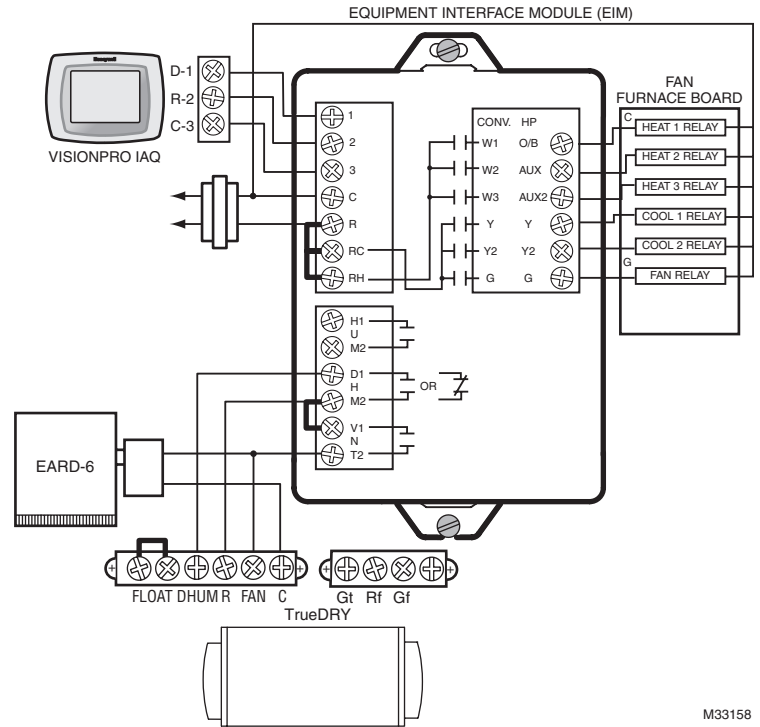 EQUIPMENT INTERFACE MODULE (EIM)
Honeywell
D-1
R-2
C-3
VISIONPRO IAQ
1
2
3
C
R
RC
RH
CONV. HP
W1 O/B
W2 AUX
W3 AUX2
Y Y
Y2 Y2
G G
FAN
FURNACE BOARD
C
HEAT 1 RELAY
HEAT 2 RELAY
HEAT 3 RELAY
COOL 1 RELAY
COOL 2 RELAY
G
FAN RELAY
H1
U
M2
D1
H
M2
OR
V1
N
T2
EARD-6
FLOAT DHUM R FAN C
Gt Rf Gf
TrueDRY
M33158